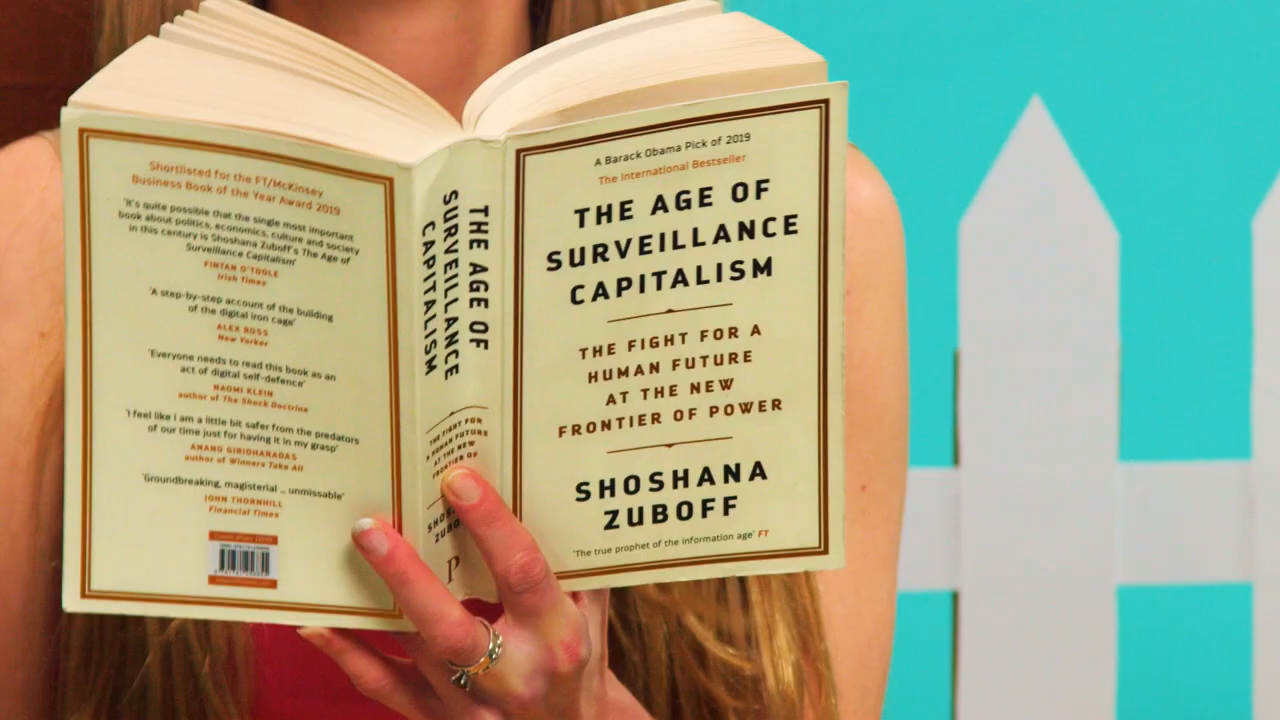 Shortlisted for the FT/McKinsey
Business Book of the Year Award 2019
'It's quite possible that the single most important
book about politics, economics, culture and society
in this century is Shoshana Zuboff's The Age of
Surveillance Capitalism'
FINTAN O'TOOLE
Irish Times
'A step-by-step account of the building
of the digital iron cage'
ALEX ROSS
New Yorker
'Everyone needs to read this book as an
act of digital self-defence'
NAOMI KLEIN
author of The Shock Doctrine
'I feel like I am a little bit safer from the predators
of our time just for having it in my grasp'
ANAND GIRIDHARADAS
author of Winners Take All
'Groundbreaking, magisterial ... unmissable'
JOHN THORNHILL
Financial Times
THE AGE OF
SURVEILLANCE
CAPITALISM
THE FIGHT FOR
A HUMAN FUTURE
AT THE NEW
FRONTIER OF
SHOS
ZUBO
P
A Barack Obama Pick of 2019
The International Bestseller
THE AGE OF
SURVEILLANCE
CAPITALISM
THE FIGHT FOR A
HUMAN FUTURE
AT THE NEW
FRONTIER OF POWER
SHOSHANA
ZUBOFF
'The true prophet of the information age' FT